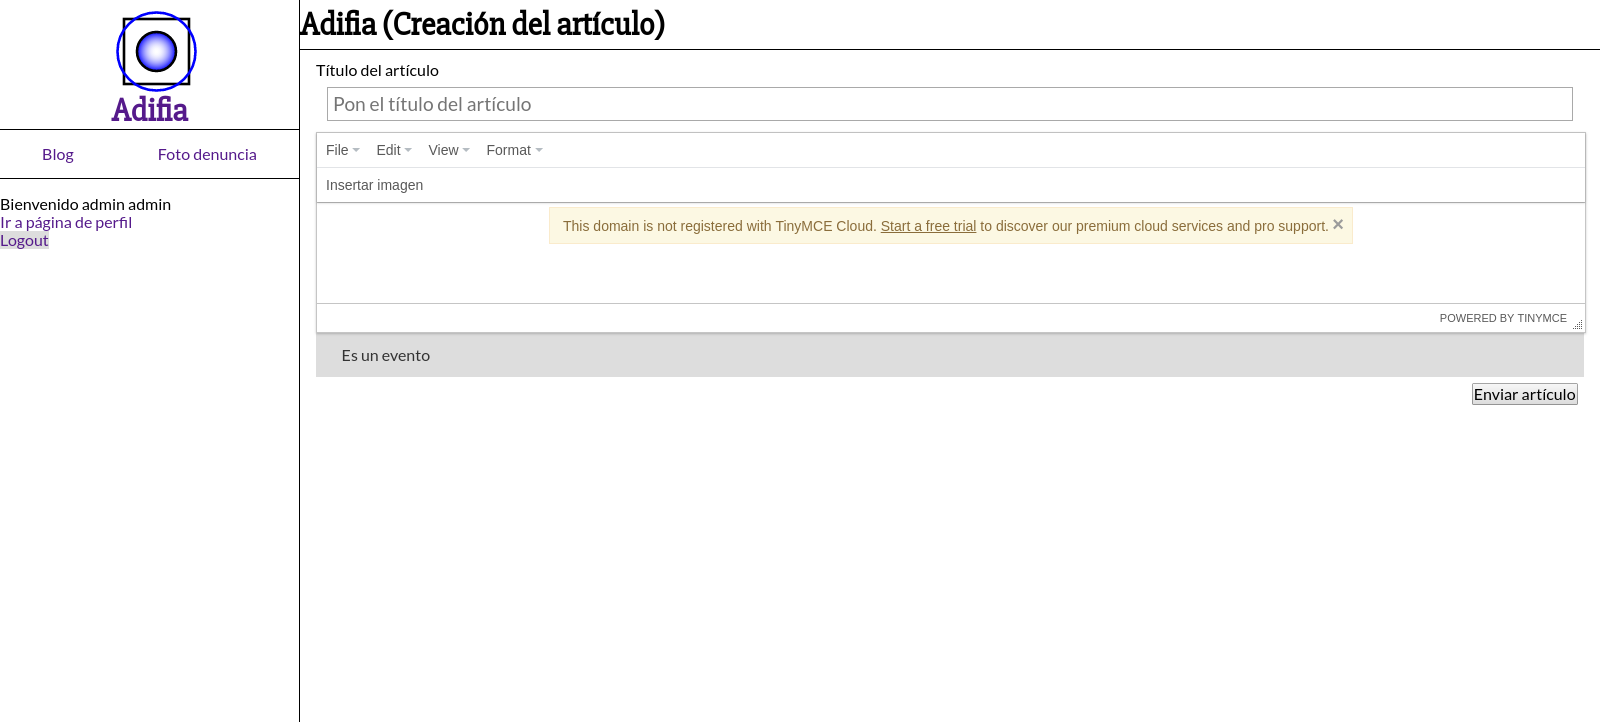 Adifia
Blog Foto denuncia
Bienvenido admin admin
Ir a página de perfil
Logout
Adifia (Creación del artículo)
Título del artículo
Pon el título del artículo
File Edit View Format
Insertar imagen
This domain is not registered with TinyMCE Cloud. Start a free trial to discover our premium cloud services and pro support. ×
POWERED BY TINYMCE
Es un evento
Enviar artículo